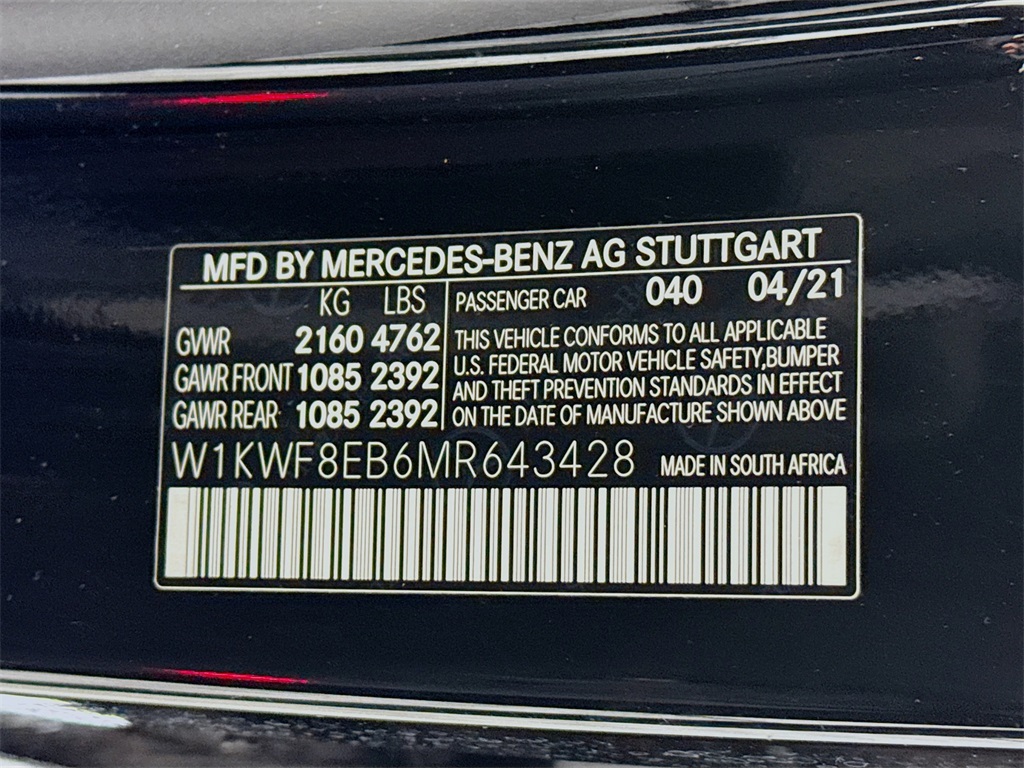 MFD BY MERCEDES-BENZ AG STUTTGART
KG LBS
GVWR 2160 4762
GAWR FRONT 1085 2392
GAWR REAR 1085 2392
PASSENGER CAR 040 04/21
THIS VEHICLE CONFORMS TO ALL APPLICABLE
U.S. FEDERAL MOTOR VEHICLE SAFETY,BUMPER
AND THEFT PREVENTION STANDARDS IN EFFECT
ON THE DATE OF MANUFACTURE SHOWN ABOVE
W1KWF8EB6MR643428 MADE IN SOUTH AFRICA